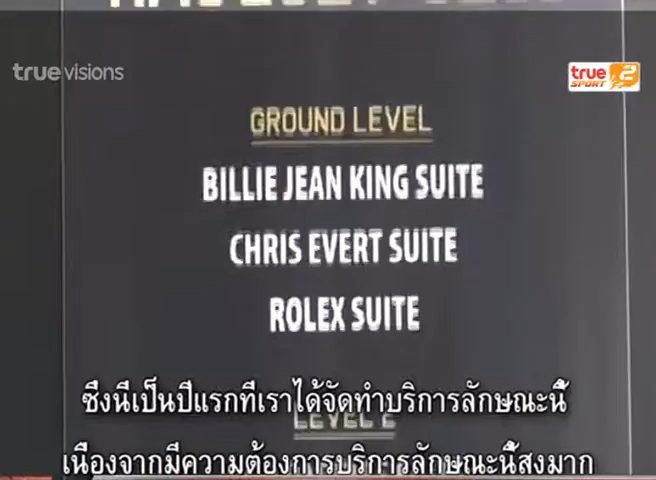 true visions
true 2
SPORT
GROUND LEVEL
BILLIE JEAN KING SUITE
CHRIS EVERT SUITE
ROLEX SUITE
ซึ่งนี่เป็นปีแรกที่เราได้จัดทำบริการลักษณะนี้
LEVEL 2
เนื่องจากมีความต้องการบริการลักษณะนี้สูงมาก